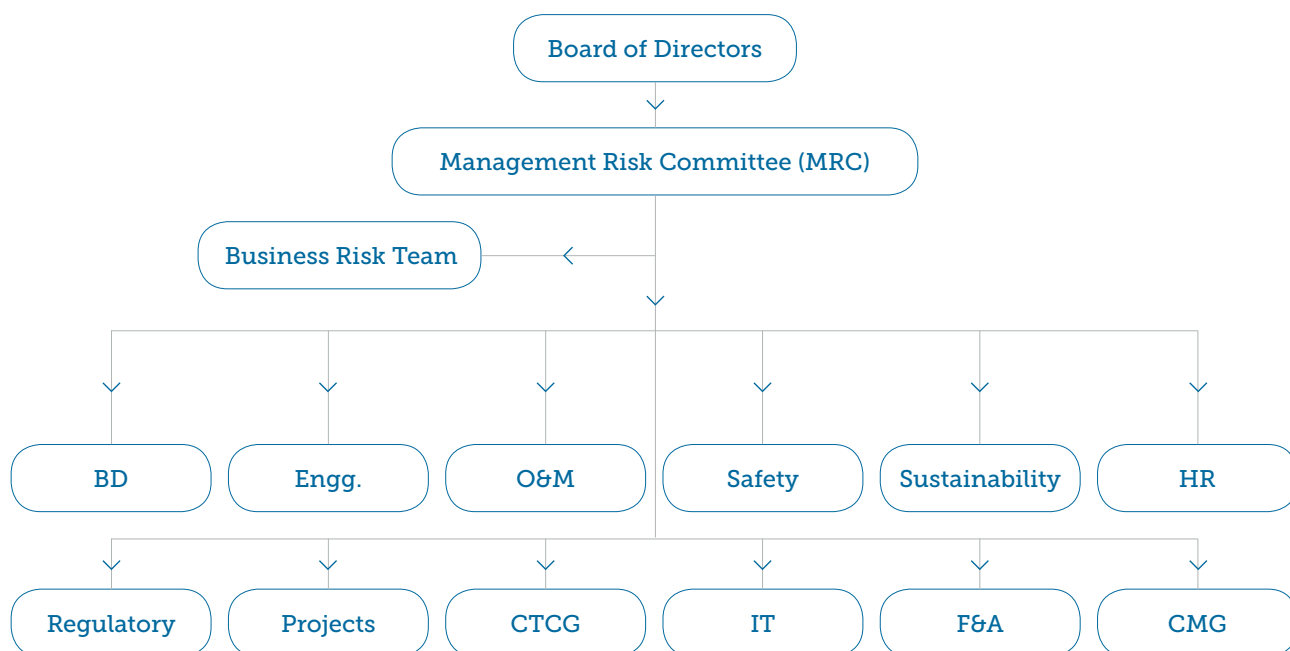 Board of Directors
Management Risk Committee (MRC)
Business Risk Team
BD
Engg.
O&M
Safety
Sustainability
HR
Regulatory
Projects
CTCG
IT
F&A
CMG